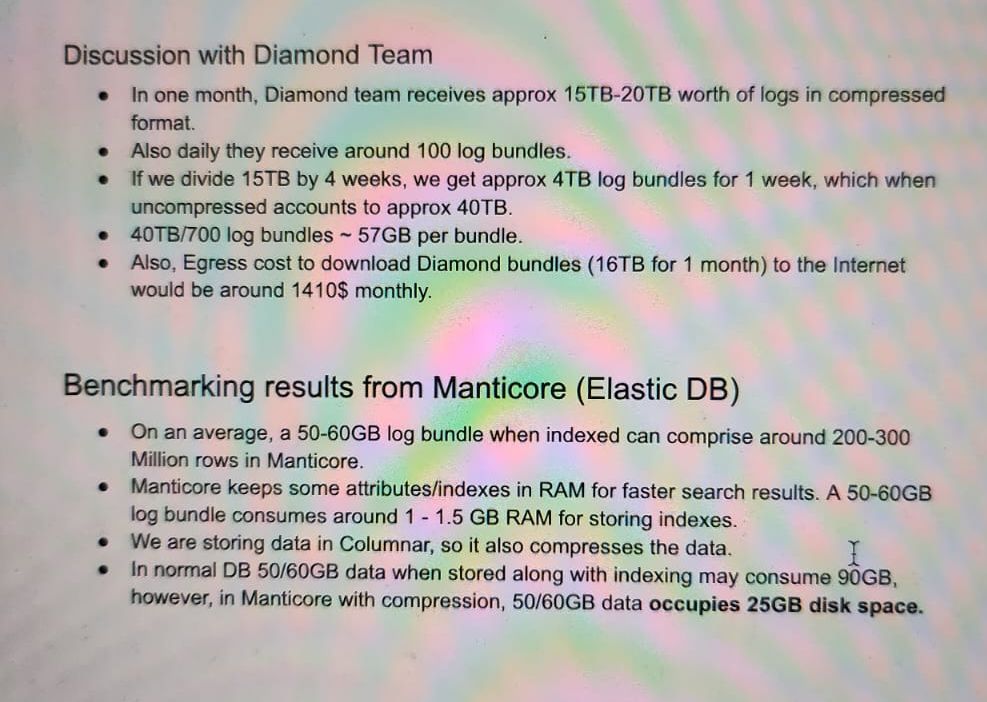 Discussion with Diamond Team
• In one month, Diamond team receives approx 15TB-20TB worth of logs in compressed
format.
• Also daily they receive around 100 log bundles.
• If we divide 15TB by 4 weeks, we get approx 4TB log bundles for 1 week, which when
uncompressed accounts to approx 40TB.
• 40TB/700 log bundles ~ 57GB per bundle.
• Also, Egress cost to download Diamond bundles (16TB for 1 month) to the Internet
would be around 1410$ monthly.
Benchmarking results from Manticore (Elastic DB)
• On an average, a 50-60GB log bundle when indexed can comprise around 200-300
Million rows in Manticore.
• Manticore keeps some attributes/indexes in RAM for faster search results. A 50-60GB
log bundle consumes around 1 - 1.5 GB RAM for storing indexes.
• We are storing data in Columnar, so it also compresses the data.
• In normal DB 50/60GB data when stored along with indexing may consume 90GB,
however, in Manticore with compression, 50/60GB data occupies 25GB disk space.